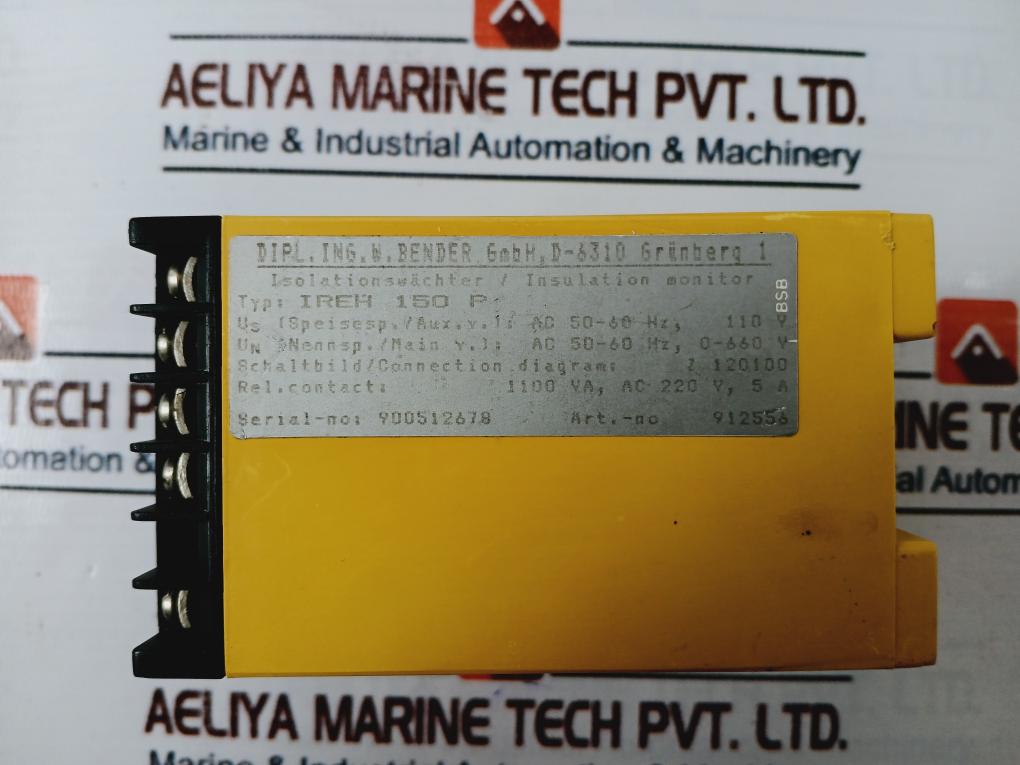 AELIYA MARINE TECH PVT. LTD.
Marine & Industrial Automation & Machinery
DIPL. ING. W. BENDER GmbH, D-6310 Grünberg 1
Isolationswächter / Insulation monitor
Typ: IREH 150 P
Us (Speisesp./Aux.v.): AC 50-60 Hz, 110 V
UN (Nennsp./Main v.): AC 50-60 Hz, 0-660 V
Schaltbild/Connection diagram: Z 120100
Rel.contact: 1100 VA, AC 220 V, 5 A
Serial-no: 900512678 Art.-no 912556
BSB
TECH P
tomation &
INE TE
al Autom
AELIYA MARINE TECH PVT. LTD.